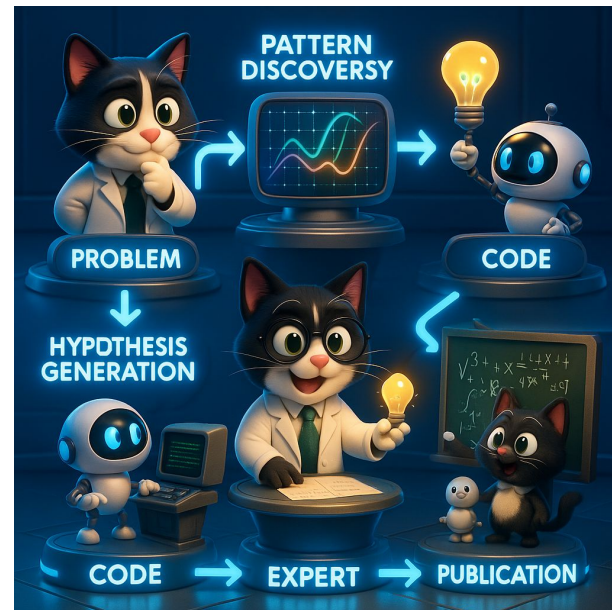 PATTERN
DISCOVERSY
PROBLEM
CODE
HYPDTHESIS
GENERATION
CODE
EXPERT
PUBLICATION